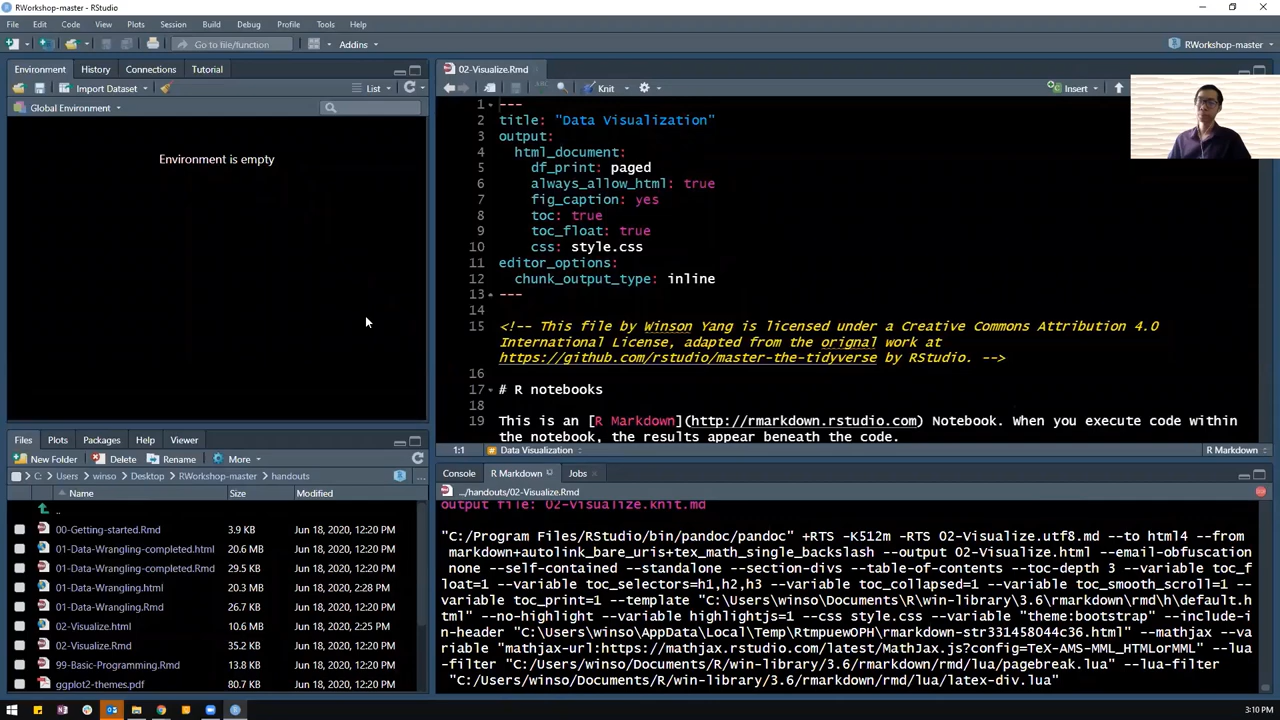 RWorkshop-master - RStudio
File Edit Code View Plots Session Build Debug Profile Tools Help
Go to file/function Addins RWorkshop-master
Environment History Connections Tutorial
Import Dataset List
Global Environment
Environment is empty
02-Visualize.Rmd
Knit Insert
1 ---
2 title: "Data Visualization"
3 output:
4 html_document:
5 df_print: paged
6 always_allow_html: true
7 fig_caption: yes
8 toc: true
9 toc_float: true
10 css: style.css
11 editor_options:
12 chunk_output_type: inline
13 ---
14
15 <!-- This file by Winson Yang is licensed under a Creative Commons Attribution 4.0
International License, adapted from the orignal work at
https://github.com/rstudio/master-the-tidyverse by RStudio. -->
16
17 # R notebooks
18
19 This is an [R Markdown](http://rmarkdown.rstudio.com) Notebook. When you execute code within
the notebook, the results appear beneath the code.
1:1 Data Visualization R Markdown
Files Plots Packages Help Viewer
New Folder Delete Rename More
C: Users winso Desktop RWorkshop-master handouts ...
Name Size Modified
..
00-Getting-started.Rmd 3.9 KB Jun 18, 2020, 12:20 PM
01-Data-Wrangling-completed.html 20.6 MB Jun 18, 2020, 12:20 PM
01-Data-Wrangling-completed.Rmd 29.5 KB Jun 18, 2020, 12:20 PM
01-Data-Wrangling.html 20.3 MB Jun 18, 2020, 2:28 PM
01-Data-Wrangling.Rmd 26.7 KB Jun 18, 2020, 12:20 PM
02-Visualize.html 10.6 MB Jun 18, 2020, 2:25 PM
02-Visualize.Rmd 35.2 KB Jun 18, 2020, 12:20 PM
99-Basic-Programming.Rmd 13.8 KB Jun 18, 2020, 12:20 PM
ggplot2-themes.pdf 80.7 KB Jun 18, 2020, 12:20 PM
Console R Markdown Jobs
.../handouts/02-Visualize.Rmd
output file: 02-Visualize.knit.md
"C:/Program Files/RStudio/bin/pandoc/pandoc" +RTS -K512m -RTS 02-Visualize.utf8.md --to html4 --from
markdown+autolink_bare_uris+tex_math_single_backslash --output 02-Visualize.html --email-obfuscation
none --self-contained --standalone --section-divs --table-of-contents --toc-depth 3 --variable toc_f
loat=1 --variable toc_selectors=h1,h2,h3 --variable toc_collapsed=1 --variable toc_smooth_scroll=1 --
variable toc_print=1 --template "C:\Users\winso\Documents\R\win-library\3.6\rmarkdown\rmd\h\default.h
tml" --no-highlight --variable highlightjs=1 --css style.css --variable "theme:bootstrap" --include-i
n-header "C:\Users\winso\AppData\Local\Temp\RtmpuewOPH\rmarkdown-str331458044c36.html" --mathjax --va
riable "mathjax-url:https://mathjax.rstudio.com/latest/MathJax.js?config=TeX-AMS-MML_HTMLorMML" --lua
-filter "C:/Users/winso/Documents/R/win-library/3.6/rmarkdown/rmd/lua/pagebreak.lua" --lua-filter
"C:/Users/winso/Documents/R/win-library/3.6/rmarkdown/rmd/lua/latex-div.lua"
3:10 PM